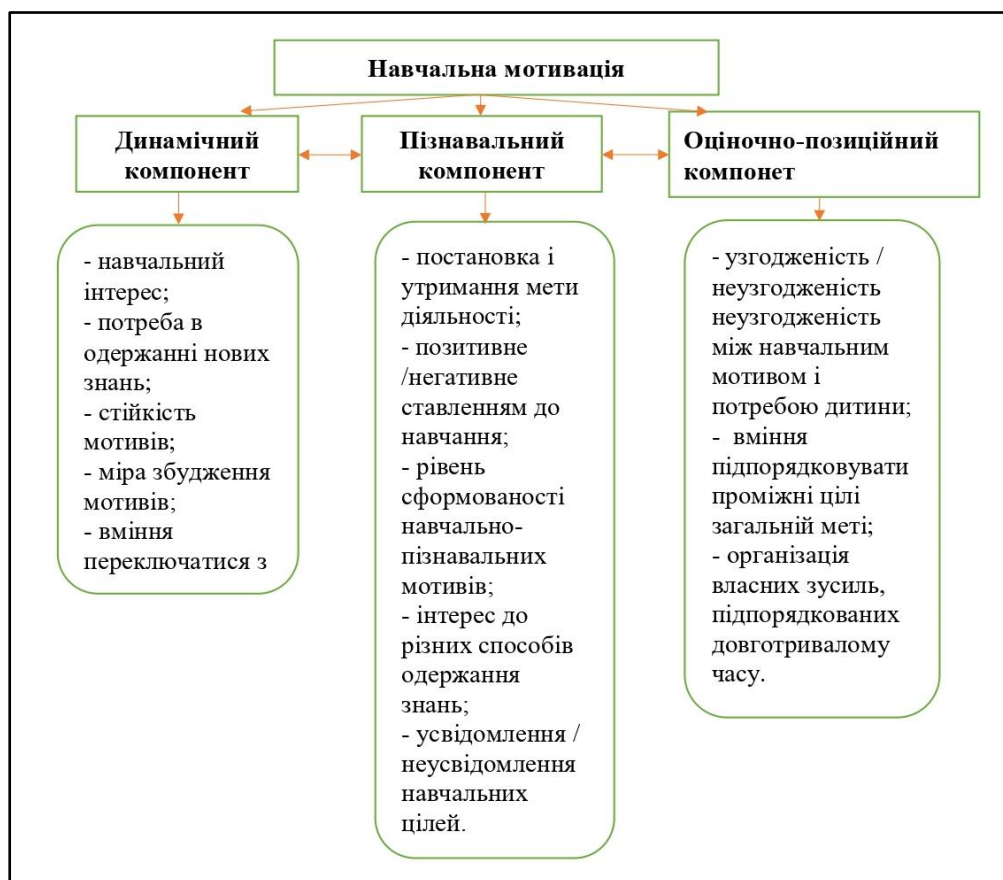 Навчальна мотивація
Динамічний
компонент
Пізнавальний
компонент
Оціночно-позиційний
компонет
- навчальний
інтерес;
- потреба в
одержанні нових
знань;
- стійкість
мотивів;
- міра збудження
мотивів;
- вміння
переключатися з
- постановка і
утримання мети
діяльності;
- позитивне
/негативне
ставленням до
навчання;
- рівень
сформованості
навчально-
пізнавальних
мотивів;
- інтерес до
різних способів
одержання
знань;
- усвідомлення /
неусвідомлення
навчальних
цілей.
- узгодженість /
неузгодженість
неузгодженість
між навчальним
мотивом і
потребою дитини;
- вміння
підпорядковувати
проміжні цілі
загальній меті;
- організація
власних зусиль,
підпорядкованих
довготривалому
часу.